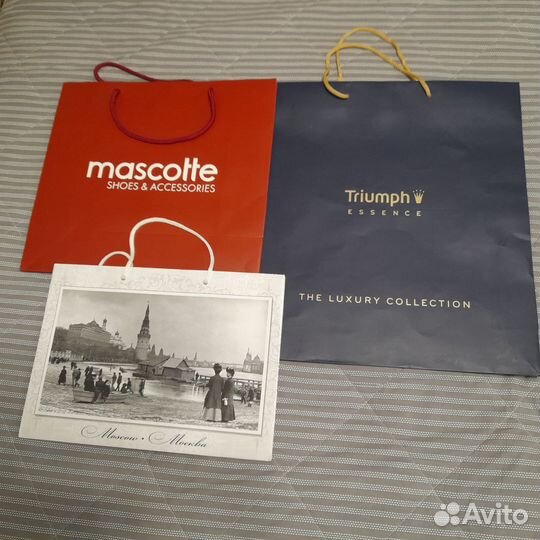 mascotte
SHOES & ACCESSORIES
Triumph
ESSENCE
THE LUXURY COLLECTION
Moscow • Москва
Avito